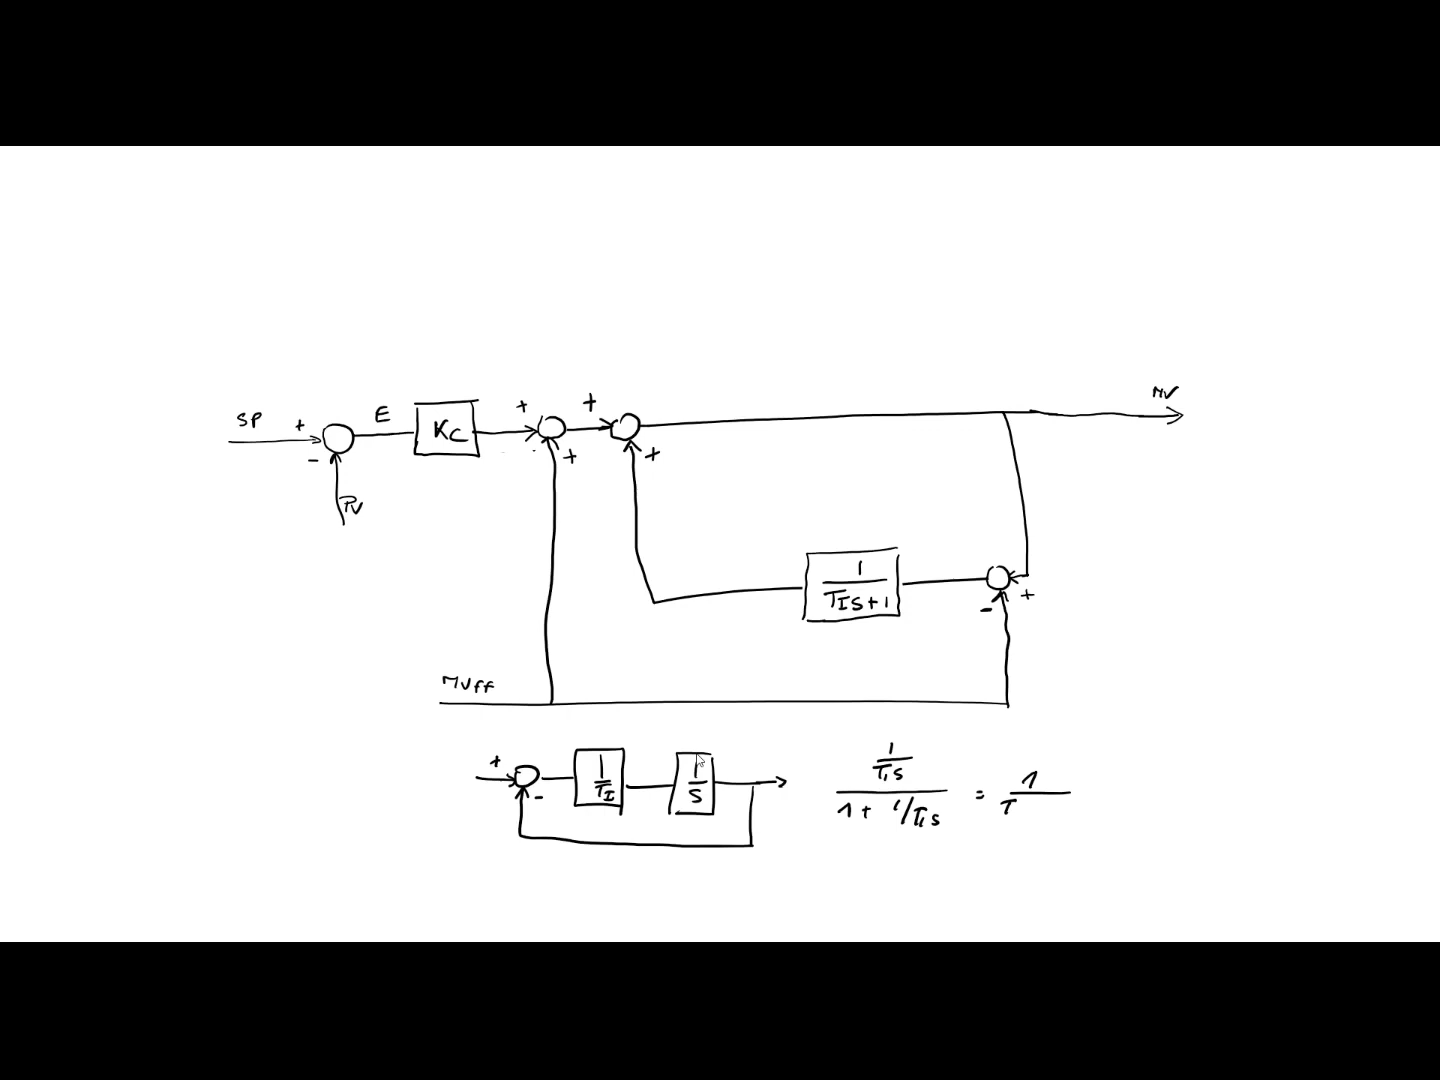 SP + E KC + + MV
- + +
PV
1
TIS+1
- +
MVff
+ - 1/TI 1/S
1/TIS / 1 + 1/TIS = 1/T